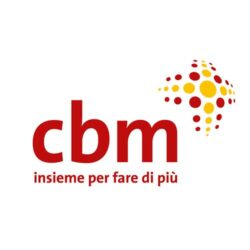 cbm
insieme per fare di più